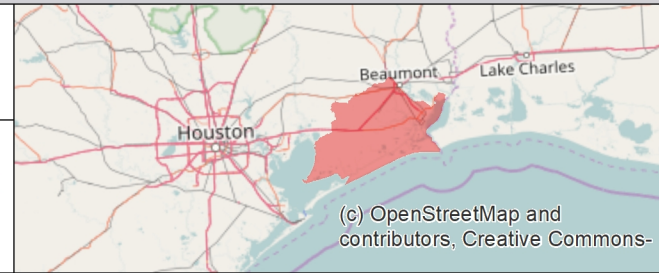 Beaumont
Lake Charles
Houston
(c) OpenStreetMap and
contributors, Creative Commons-